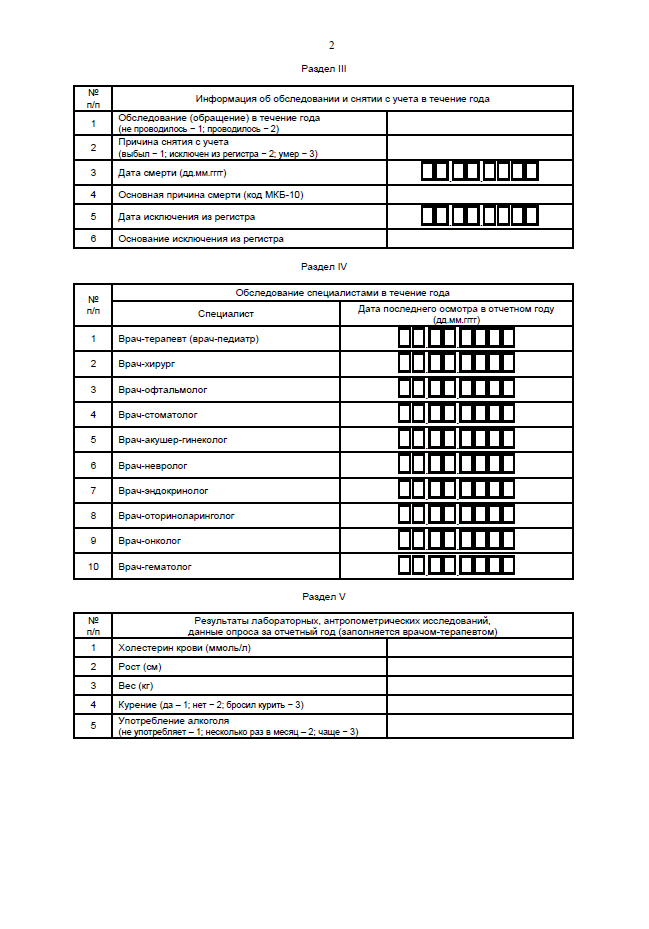 2
Раздел III
№
п/п
Информация об обследовании и снятии с учета в течение года
1
Обследование (обращение) в течение года
(не проводилось − 1; проводилось − 2)
2
Причина снятия с учета
(выбыл − 1; исключен из регистра − 2; умер − 3)
3
Дата смерти (дд.мм.гггг)
4
Основная причина смерти (код МКБ-10)
5
Дата исключения из регистра
6
Основание исключения из регистра
Раздел IV
№
п/п
Обследование специалистами в течение года
Специалист
Дата последнего осмотра в отчетном году
(дд.мм.гггг)
1
Врач-терапевт (врач-педиатр)
2
Врач-хирург
3
Врач-офтальмолог
4
Врач-стоматолог
5
Врач-акушер-гинеколог
6
Врач-невролог
7
Врач-эндокринолог
8
Врач-оториноларинголог
9
Врач-онколог
10
Врач-гематолог
Раздел V
№
п/п
Результаты лабораторных, антропометрических исследований,
данные опроса за отчетный год (заполняется врачом-терапевтом)
1
Холестерин крови (ммоль/л)
2
Рост (см)
3
Вес (кг)
4
Курение (да – 1; нет − 2; бросил курить − 3)
5
Употребление алкоголя
(не употребляет – 1; несколько раз в месяц – 2; чаще − 3)